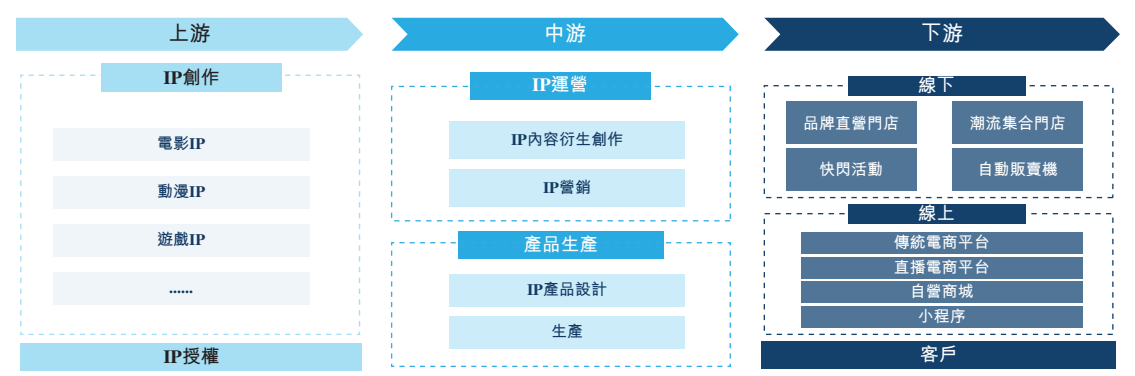 上游
IP創作
電影IP
動漫IP
遊戲IP
......
IP授權
中游
IP運營
IP內容衍生創作
IP營銷
產品生產
IP產品設計
生產
下游
線下
品牌直營門店
潮流集合門店
快閃活動
自動販賣機
線上
傳統電商平台
直播電商平台
自營商城
小程序
客戶